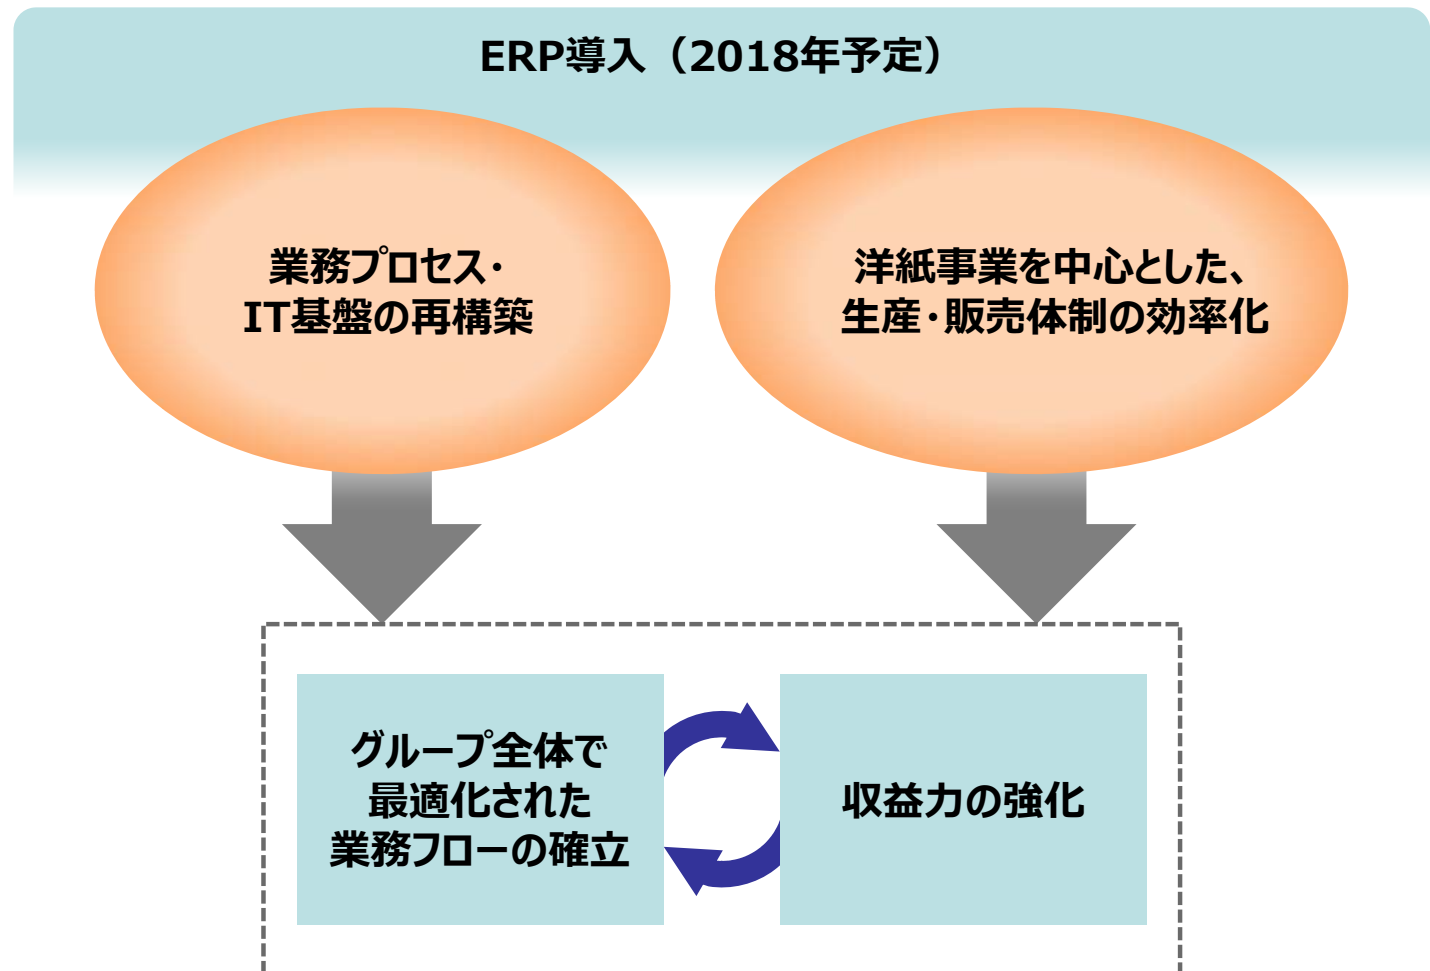 ERP導入（2018年予定）
業務プロセス・
IT基盤の再構築
洋紙事業を中心とした、
生産・販売体制の効率化
グループ全体で
最適化された
業務フローの確立
収益力の強化